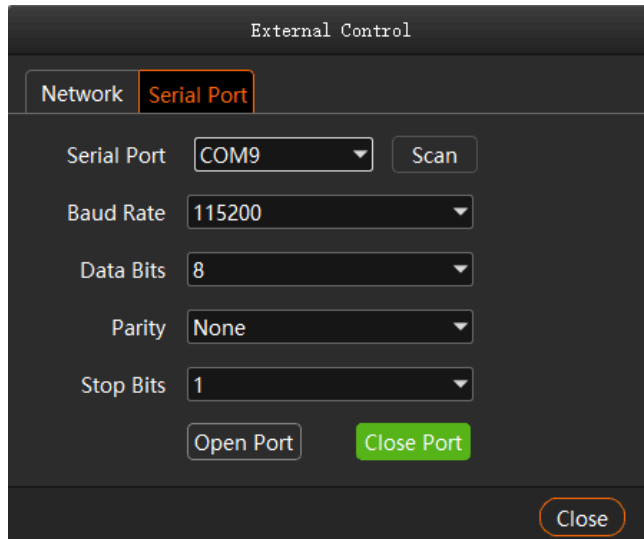 External Control
Network Serial Port
Serial Port COM9 Scan
Baud Rate 115200
Data Bits 8
Parity None
Stop Bits 1
Open Port Close Port
Close